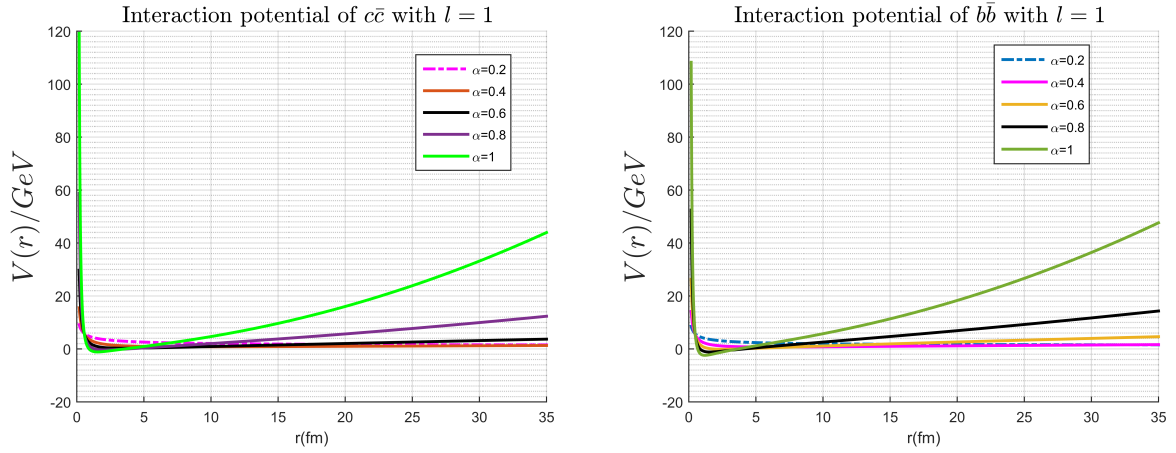 Interaction potential of cc̄ with l = 1
120
100
80
60
40
20
0
-20
V(r)/GeV
α=0.2
α=0.4
α=0.6
α=0.8
α=1
0 5 10 15 20 25 30 35
r(fm)
Interaction potential of bb̄ with l = 1
120
100
80
60
40
20
0
-20
V(r)/GeV
α=0.2
α=0.4
α=0.6
α=0.8
α=1
0 5 10 15 20 25 30 35
r(fm)